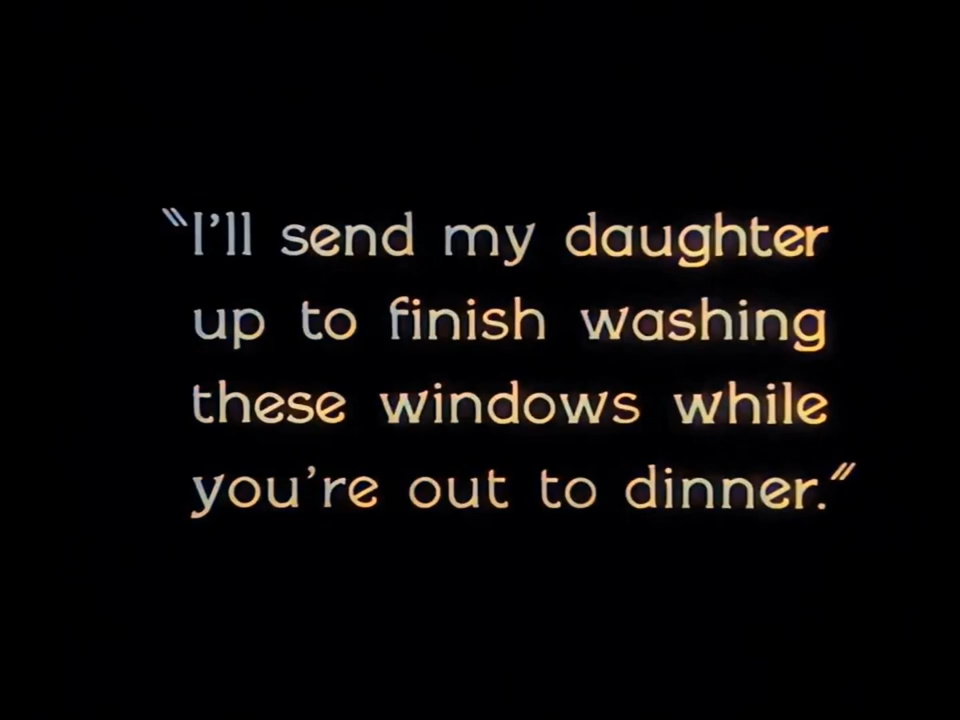 "I'll send my daughter
up to finish washing
these windows while
you're out to dinner."